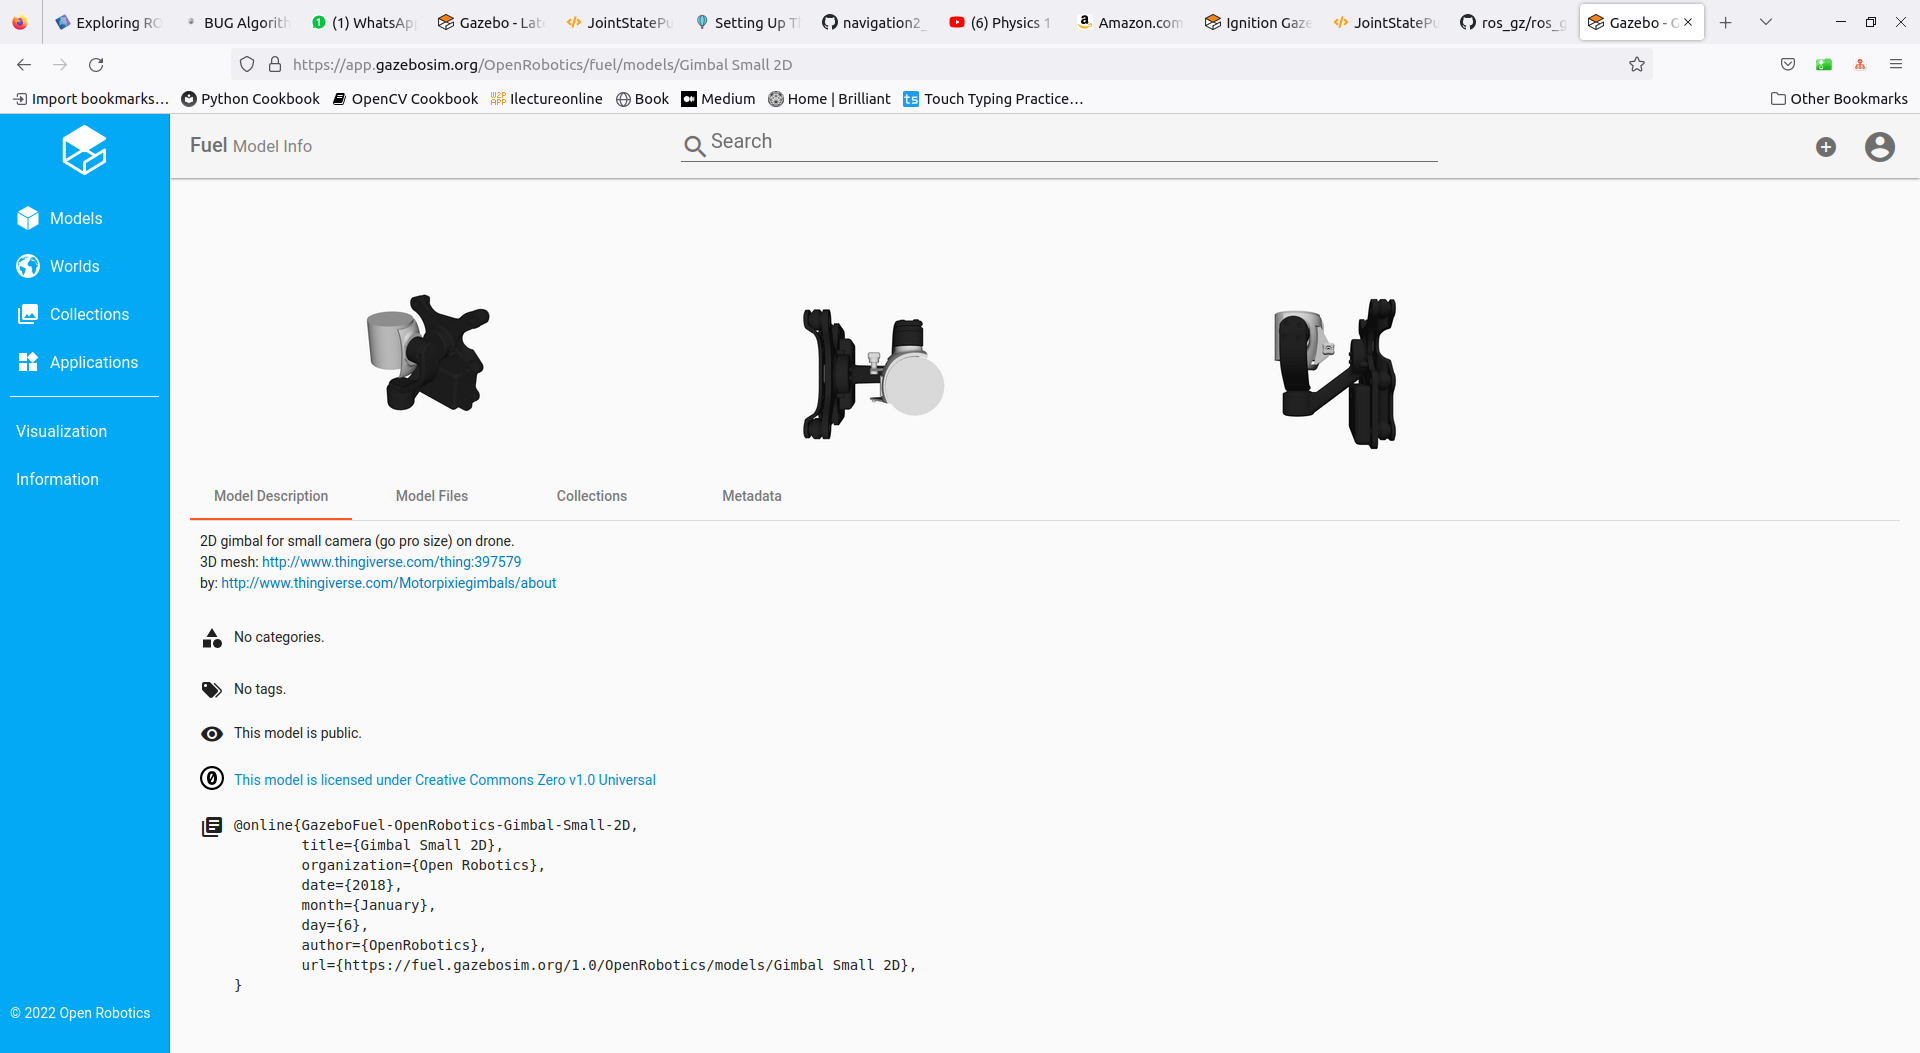 Exploring RO
BUG Algorith
(1) WhatsApp
Gazebo - Lat
JointStatePu
Setting Up T
navigation2_
(6) Physics 1
Amazon.com
Ignition Gaze
JointStatePu
ros_gz/ros_g
Gazebo - G
https://app.gazebosim.org/OpenRobotics/fuel/models/Gimbal Small 2D
Import bookmarks...
Python Cookbook
OpenCV Cookbook
Ilectureonline
Book
Medium
Home | Brilliant
ts
Touch Typing Practice...
Other Bookmarks
Fuel Model Info
Search
Models
Worlds
Collections
Applications
Visualization
Information
Model Description
Model Files
Collections
Metadata
2D gimbal for small camera (go pro size) on drone.
3D mesh: http://www.thingiverse.com/thing:397579
by: http://www.thingiverse.com/Motorpixiegimbals/about
No categories.
No tags.
This model is public.
This model is licensed under Creative Commons Zero v1.0 Universal
@online{GazeboFuel-OpenRobotics-Gimbal-Small-2D,
title={Gimbal Small 2D},
organization={Open Robotics},
date={2018},
month={January},
day={6},
author={OpenRobotics},
url={https://fuel.gazebosim.org/1.0/OpenRobotics/models/Gimbal Small 2D},
}
© 2022 Open Robotics